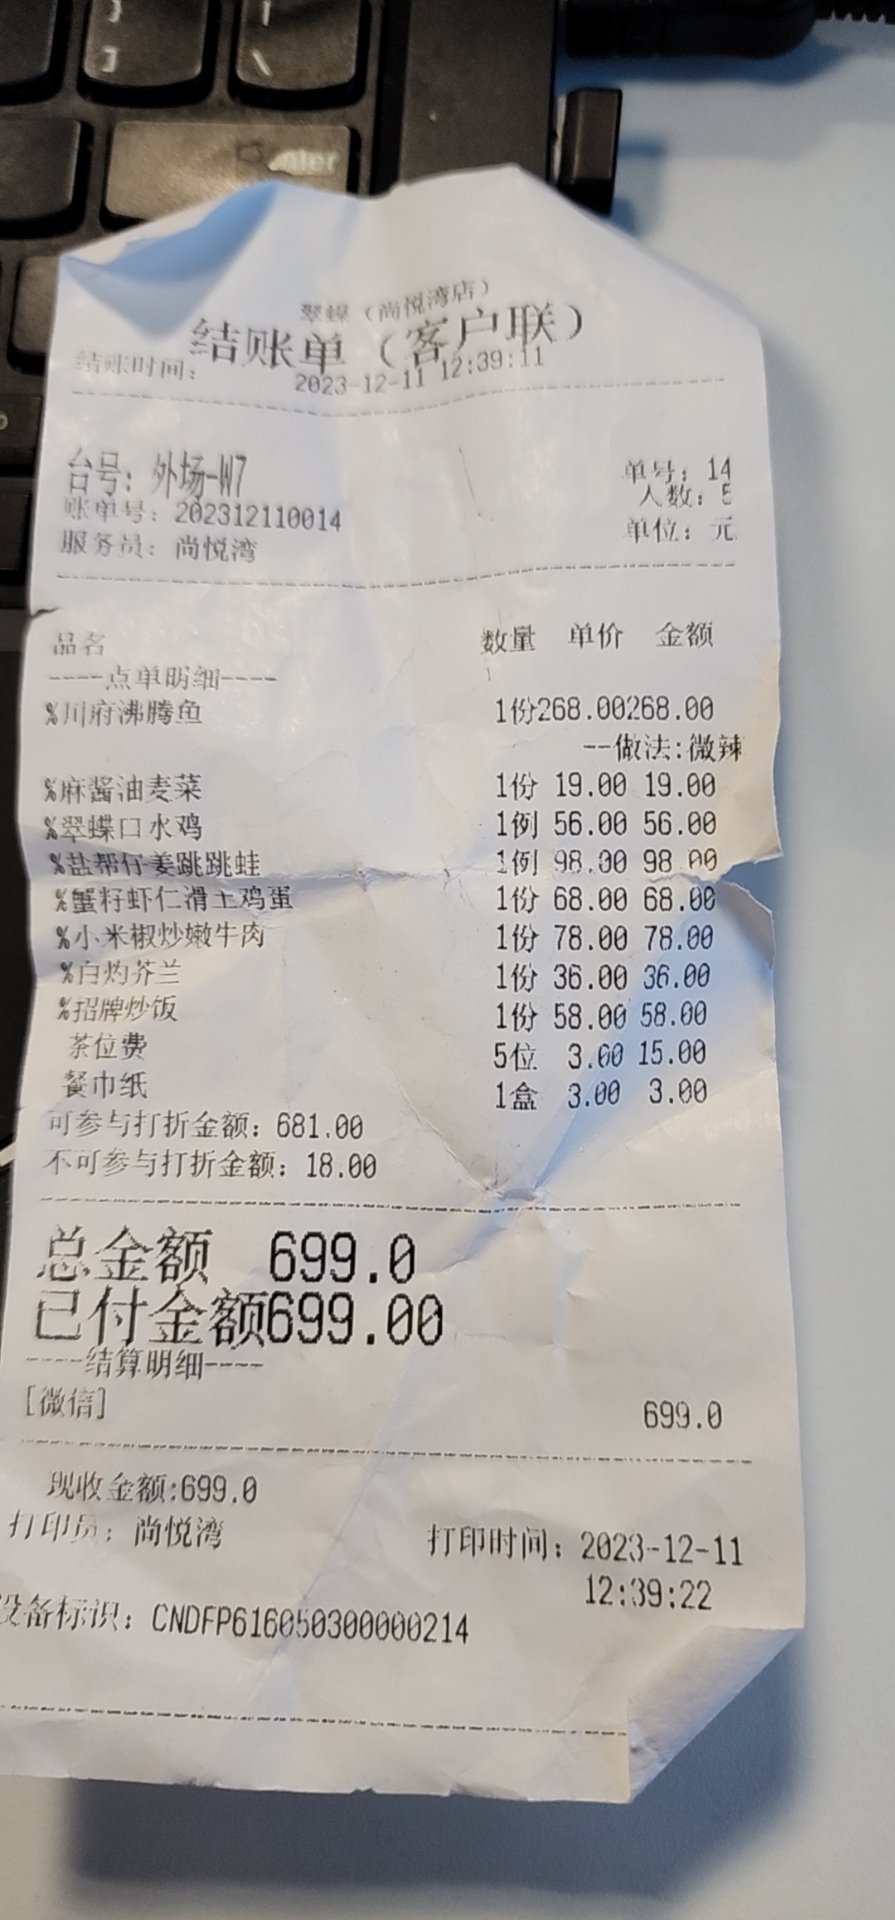 翠蝶（尚悦湾店）
结账单（客户联）
结账时间： 2023-12-11 12:39:11
台号：外场-W7 单号：14
人数：5
账单号：202312110014
服务员：尚悦湾 单位：元
品名 数量 单价 金额
----点单明细----
%川府沸腾鱼 1份268.00268.00
--做法:微辣
%麻酱油麦菜 1份 19.00 19.00
%翠蝶口水鸡 1例 56.00 56.00
%盐帮仔姜跳跳蛙 1例 98.00 98.00
%蟹籽虾仁滑土鸡蛋 1份 68.00 68.00
%小米椒炒嫩牛肉 1份 78.00 78.00
%白灼芥兰 1份 36.00 36.00
%招牌炒饭 1份 58.00 58.00
茶位费 5位 3.00 15.00
餐巾纸 1盒 3.00 3.00
可参与打折金额：681.00
不可参与打折金额：18.00
总金额 699.0
已付金额699.00
----结算明细----
[微信] 699.0
现收金额:699.0
打印员：尚悦湾 打印时间：2023-12-11
12:39:22
设备标识：CNDFP616050300000214